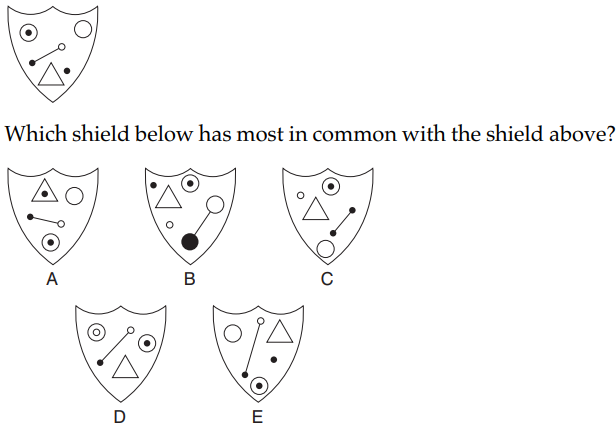 Which shield below has most in common with the shield above?
A
B
C
D
E